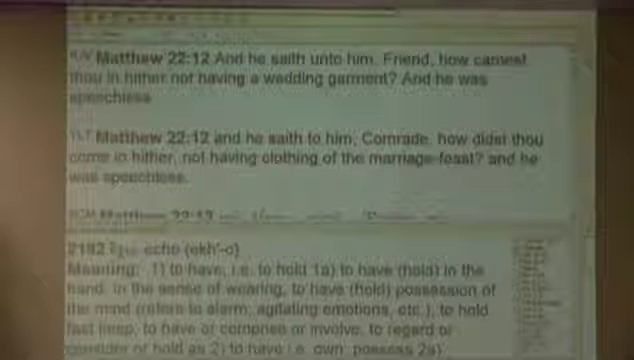 KJV Matthew 22:12 And he saith unto him, Friend, how camest
thou in hither not having a wedding garment? And he was
speechless.
YLT Matthew 22:12 and he saith to him, Comrade, how didst thou
come in hither, not having clothing of the marriage-feast? and he
was speechless.
Matthew 22:12
2192 echo (ekh'-o)
Meaning: 1) to have, i.e. to hold 1a) to have (hold) in the
hand, in the sense of wearing, to have (hold) possession of
the mind (refers to alarm, agitating emotions, etc.), to hold
fast keep, to have or comprise or involve, to regard or
consider or hold as 2) to have i.e. own, possess 2a)